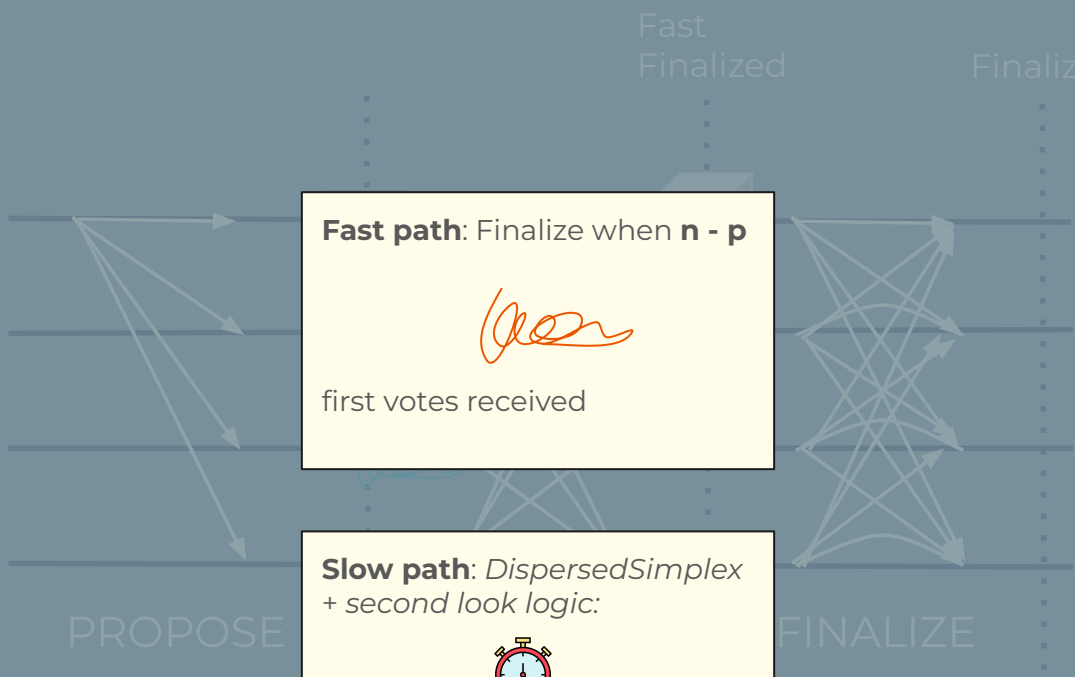 Fast
Finalized
Finaliz
Fast path: Finalize when n - p
first votes received
Slow path: DispersedSimplex
+ second look logic:
PROPOSE
FINALIZE